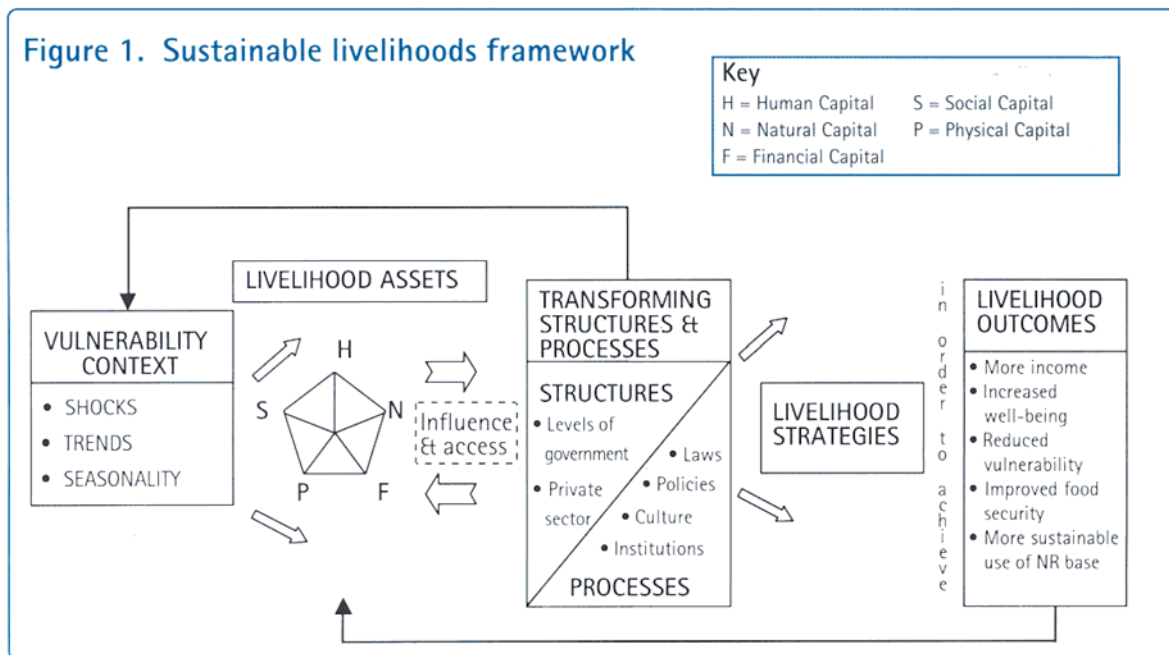 Figure 1. Sustainable livelihoods framework
Key
H = Human Capital
S = Social Capital
N = Natural Capital
P = Physical Capital
F = Financial Capital
LIVELIHOOD ASSETS
VULNERABILITY
CONTEXT
• SHOCKS
• TRENDS
• SEASONALITY
H
S
N
P
F
Influence
& access
TRANSFORMING
STRUCTURES &
PROCESSES
STRUCTURES
• Levels of
government
• Private
sector
• Laws
• Policies
• Culture
• Institutions
PROCESSES
LIVELIHOOD
STRATEGIES
in order to achieve
LIVELIHOOD
OUTCOMES
• More income
• Increased
well-being
• Reduced
vulnerability
• Improved food
security
• More sustainable
use of NR base